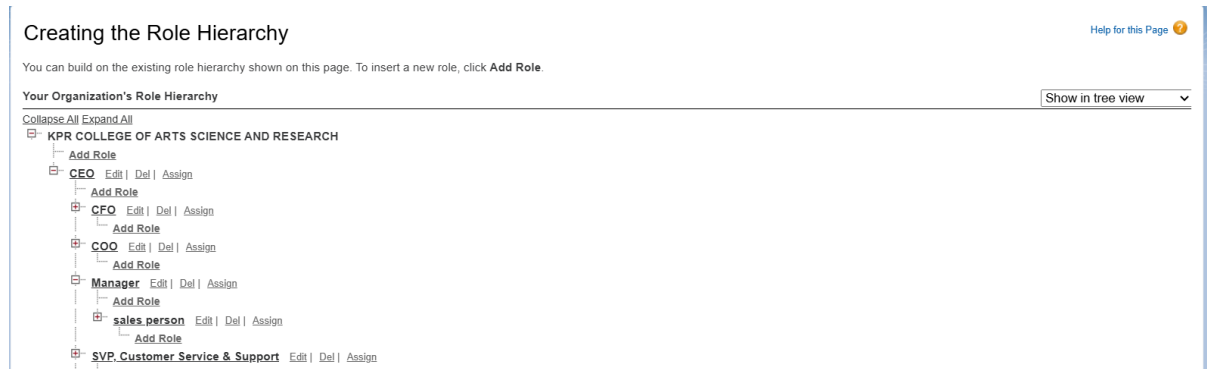 Creating the Role Hierarchy
Help for this Page ?
You can build on the existing role hierarchy shown on this page. To insert a new role, click Add Role.
Your Organization's Role Hierarchy
Show in tree view
Collapse All Expand All
KPR COLLEGE OF ARTS SCIENCE AND RESEARCH
Add Role
CEO Edit | Del | Assign
Add Role
CFO Edit | Del | Assign
Add Role
COO Edit | Del | Assign
Add Role
Manager Edit | Del | Assign
Add Role
sales person Edit | Del | Assign
Add Role
SVP, Customer Service & Support Edit | Del | Assign